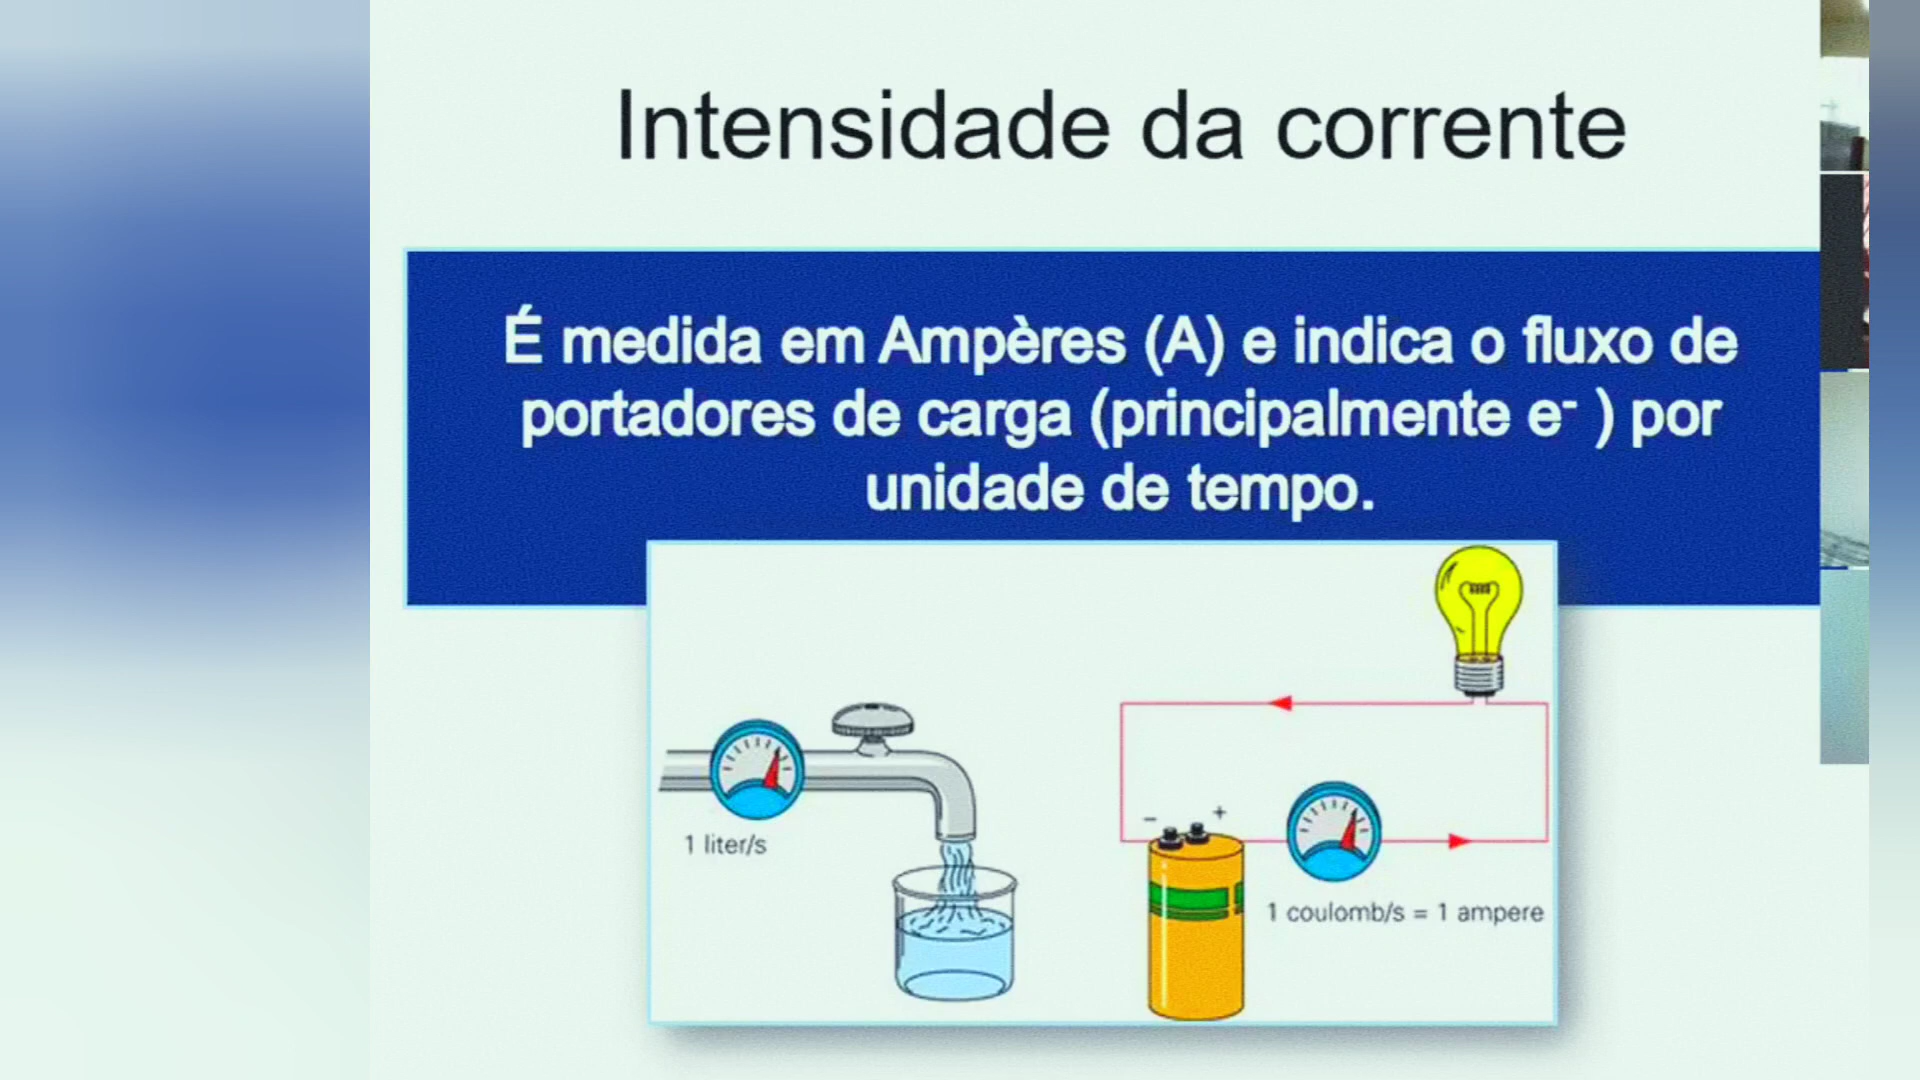 Intensidade da corrente
É medida em Ampères (A) e indica o fluxo de
portadores de carga (principalmente e- ) por
unidade de tempo.
1 liter/s
- +
1 coulomb/s = 1 ampere